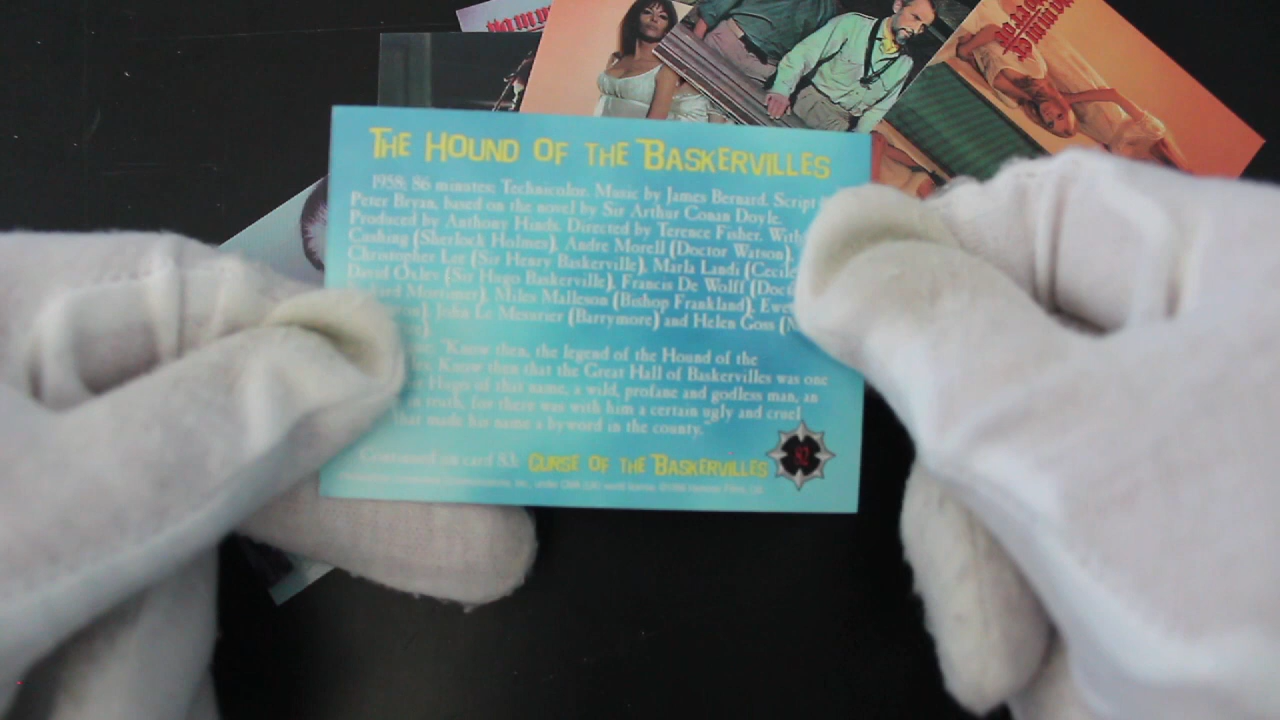 THE HOUND OF THE BASKERVILLES
1958; 86 minutes; Technicolor. Music by James Bernard. Script
Peter Bryan, based on the novel by Sir Arthur Conan Doyle.
Produced by Anthony Hinds. Directed by Terence Fisher. With
Cushing (Sherlock Holmes), Andre Morell (Doctor Watson),
Christopher Lee (Sir Henry Baskerville), Marla Landi (Cecile
David Oxley (Sir Hugo Baskerville), Francis De Wolff (Doct
Mortimer), Miles Malleson (Bishop Frankland), Ewe
John Le Mesurier (Barrymore) and Helen Goss (
"Know then, the legend of the Hound of the
Know then that the Great Hall of Baskervilles was one
Hugo of that name, a wild, profane and godless man, an
in truth, for there was with him a certain ugly and cruel
that made his name a byword in the county."
Continued on card 83. CURSE OF THE BASKERVILLES
82